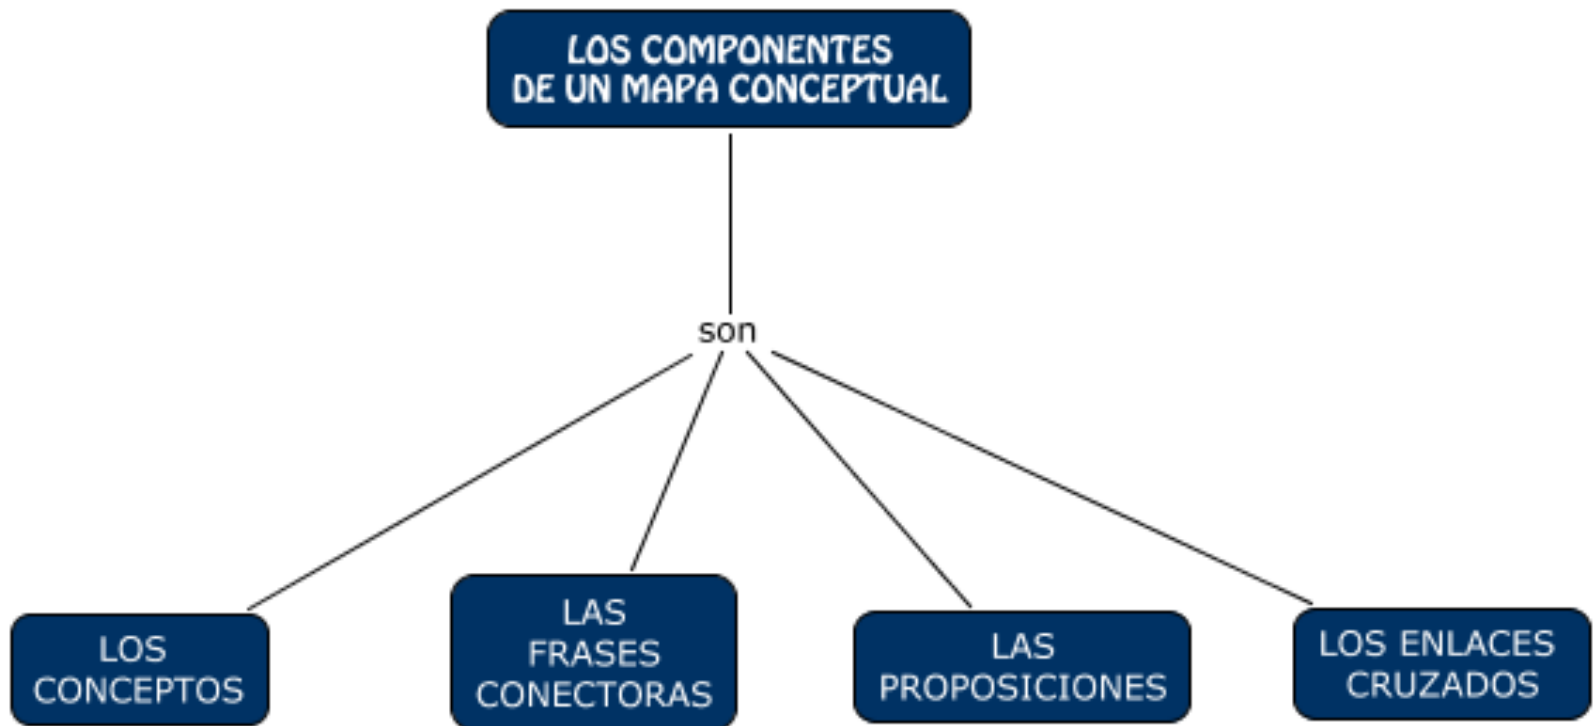 LOS COMPONENTES
DE UN MAPA CONCEPTUAL
son
LOS
CONCEPTOS
LAS
FRASES
CONECTORAS
LAS
PROPOSICIONES
LOS ENLACES
CRUZADOS